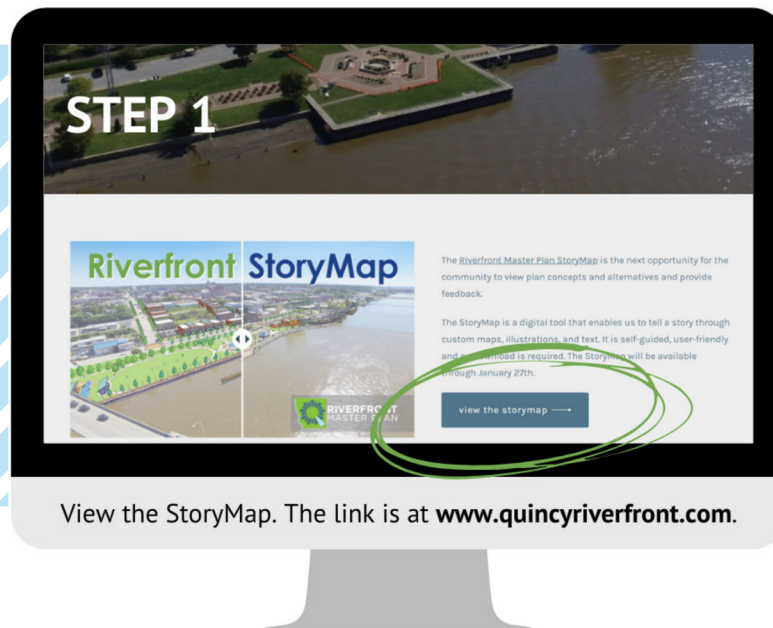 STEP 1
Riverfront StoryMap
RIVERFRONT
MASTER PLAN
The Riverfront Master Plan StoryMap is the next opportunity for the
community to view plan concepts and alternatives and provide
feedback.
The StoryMap is a digital tool that enables us to tell a story through
custom maps, illustrations, and text. It is self-guided, user-friendly
and no download is required. The StoryMap will be available
through January 27th.
view the storymap ⟶
View the StoryMap. The link is at www.quincyriverfront.com.